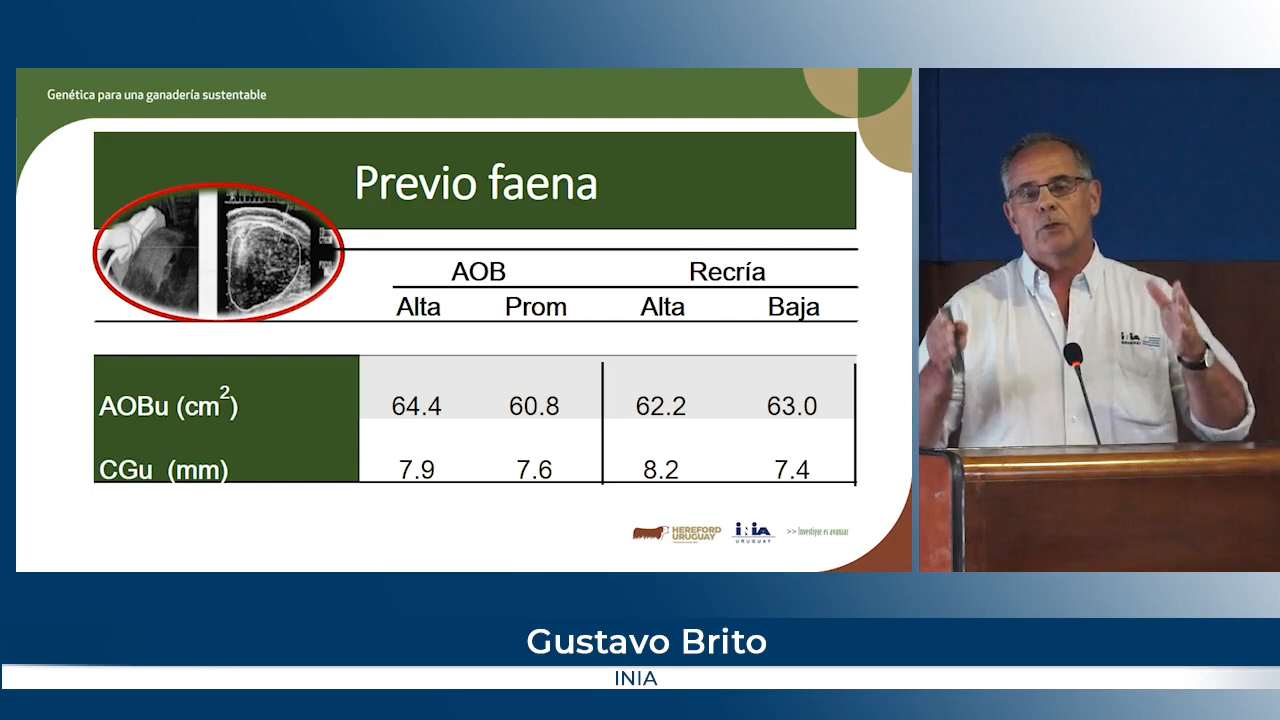 Genética para una ganadería sustentable
Previo faena
AOB Recría
Alta Prom Alta Baja
AOBu (cm2) 64.4 60.8 62.2 63.0
CGu (mm) 7.9 7.6 8.2 7.4
HEREFORD
URUGUAY
INIA
URUGUAY
>> Investigar es avanzar
INIA
URUGUAY
Gustavo Brito
INIA